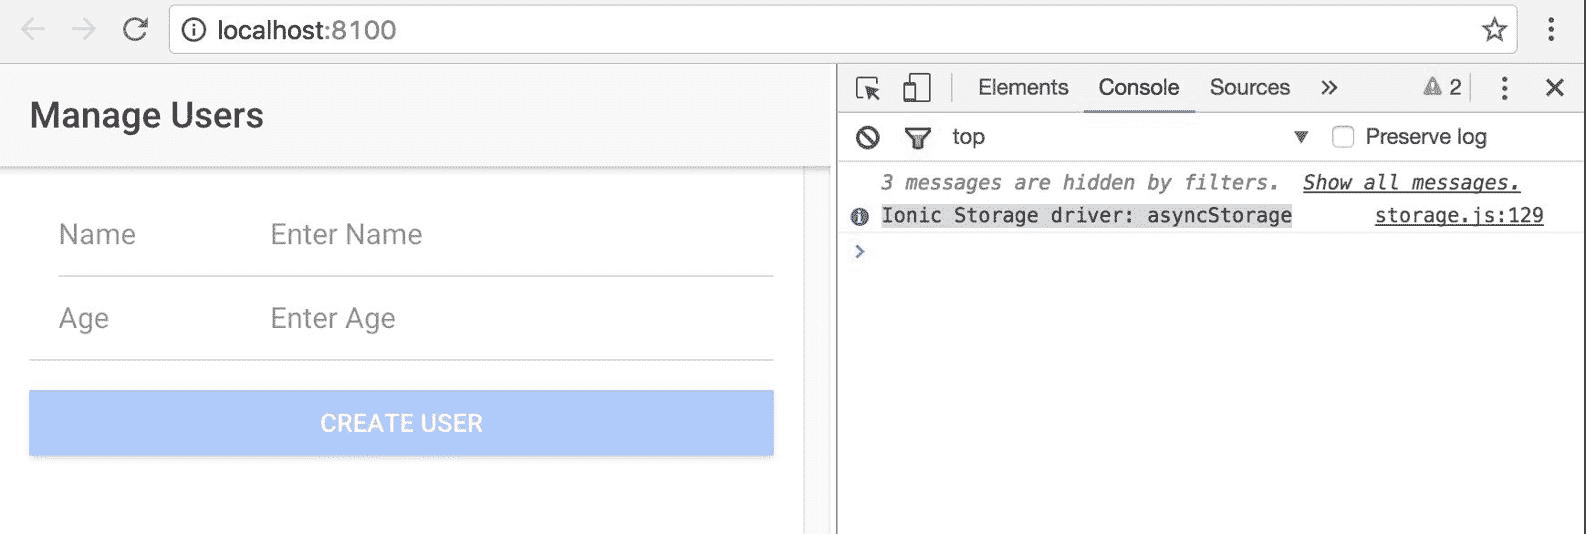 localhost:8100
Manage Users
Name Enter Name
Age Enter Age
CREATE USER
Elements Console Sources » 2
top Preserve log
3 messages are hidden by filters. Show all messages.
Ionic Storage driver: asyncStorage storage.js:129